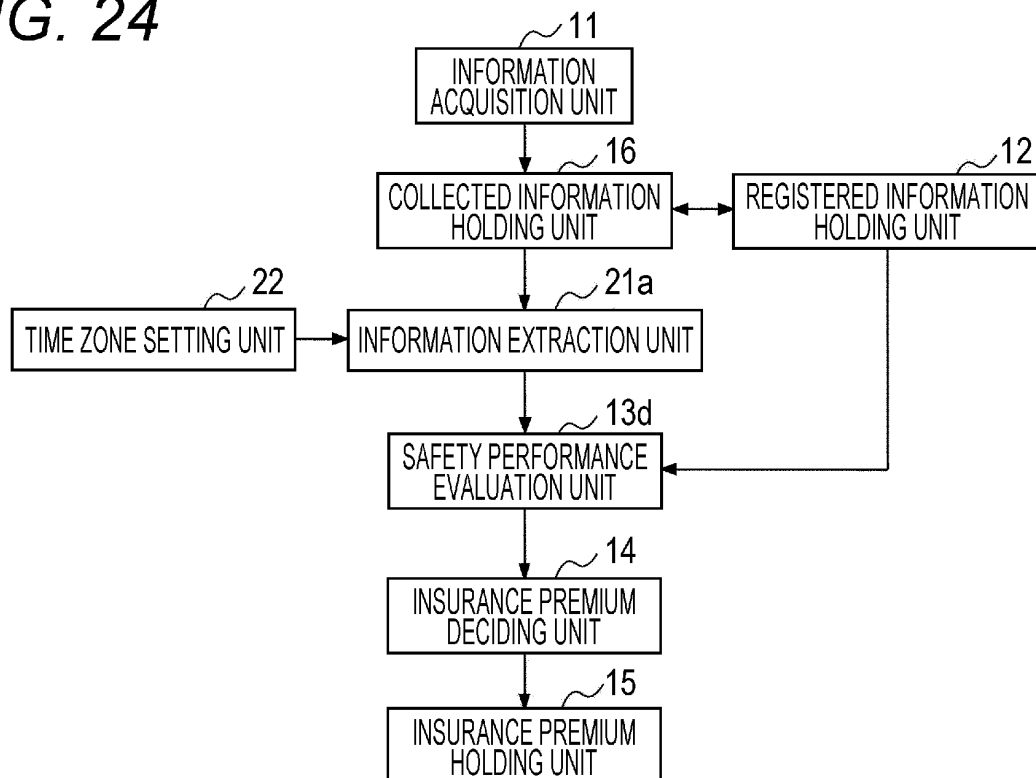 FIG. 24
11
INFORMATION
ACQUISITION UNIT
16
COLLECTED INFORMATION
HOLDING UNIT
12
REGISTERED INFORMATION
HOLDING UNIT
22
TIME ZONE SETTING UNIT
21a
INFORMATION EXTRACTION UNIT
13d
SAFETY PERFORMANCE
EVALUATION UNIT
14
INSURANCE PREMIUM
DECIDING UNIT
15
INSURANCE PREMIUM
HOLDING UNIT